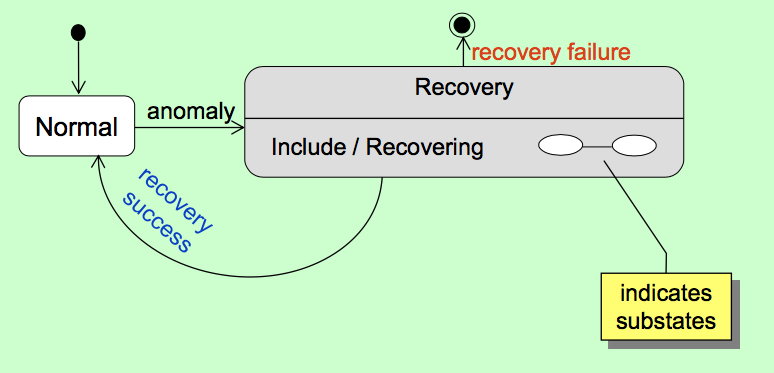 recovery failure
Recovery
anomaly
Normal
Include / Recovering
recovery
success
indicates
substates